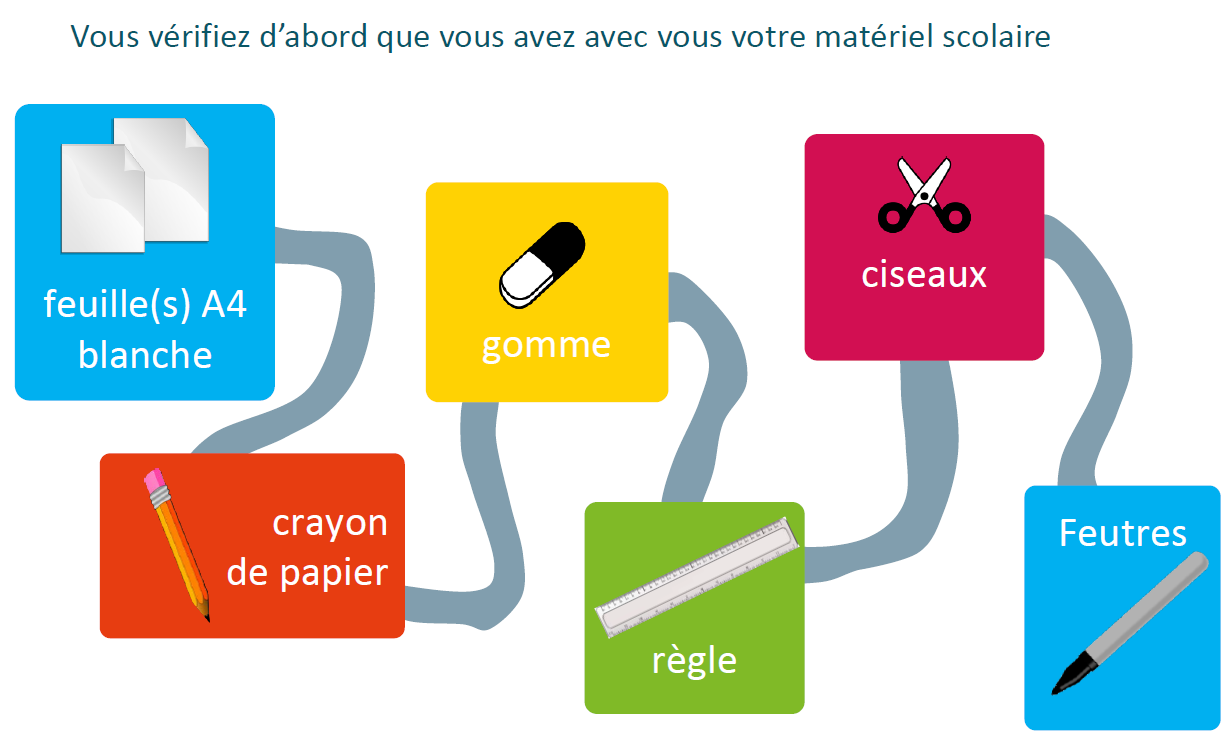 Vous vérifiez d’abord que vous avez avec vous votre matériel scolaire
feuille(s) A4
blanche
crayon
de papier
gomme
règle
ciseaux
Feutres